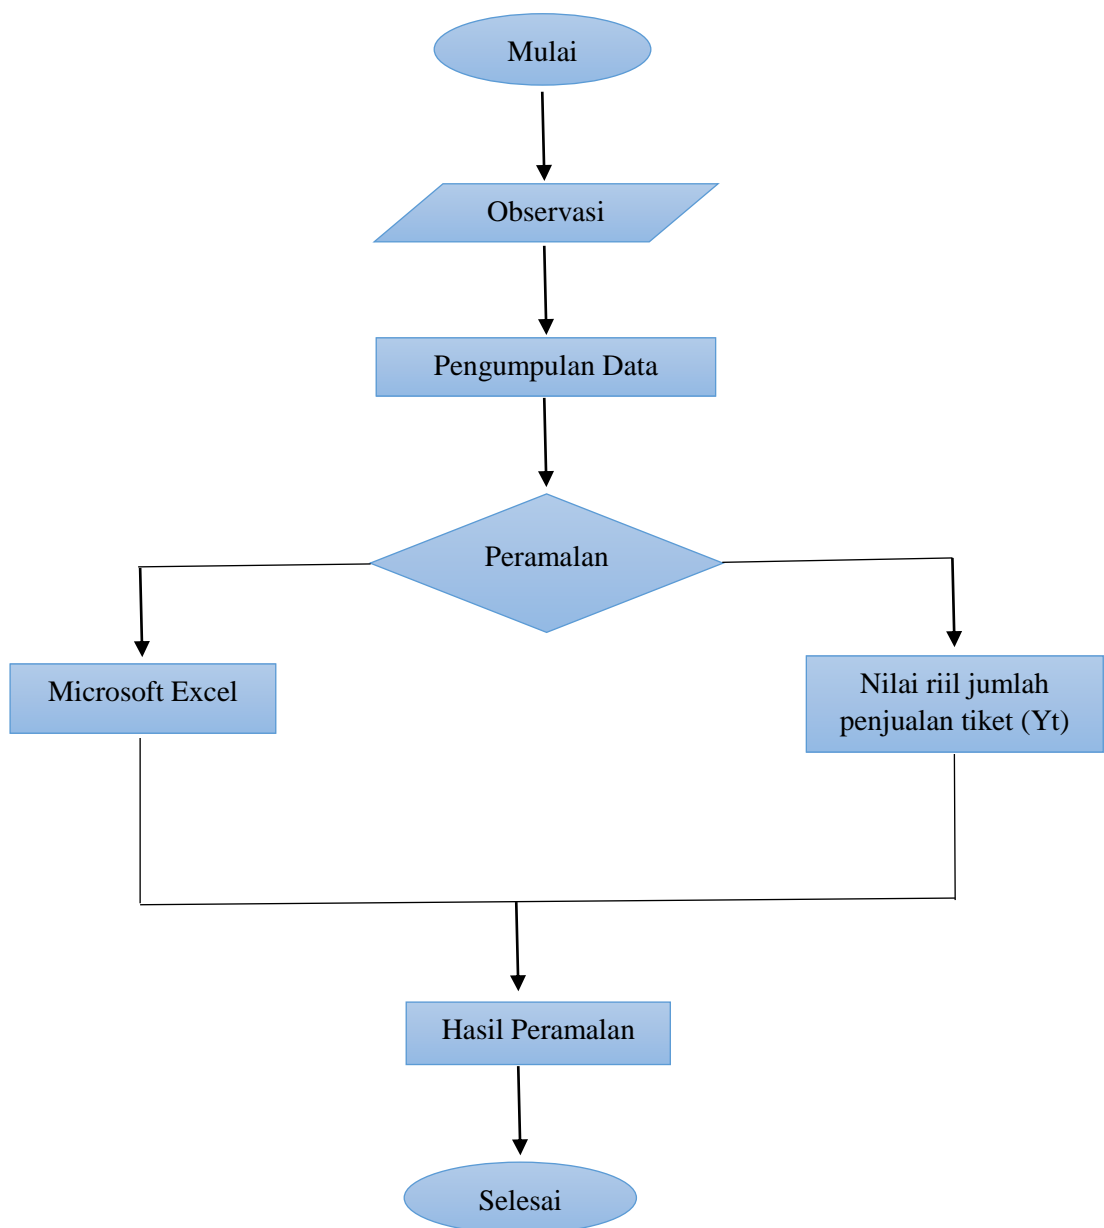 Mulai
Observasi
Pengumpulan Data
Peramalan
Microsoft Excel
Nilai riil jumlah
penjualan tiket (Yt)
Hasil Peramalan
Selesai